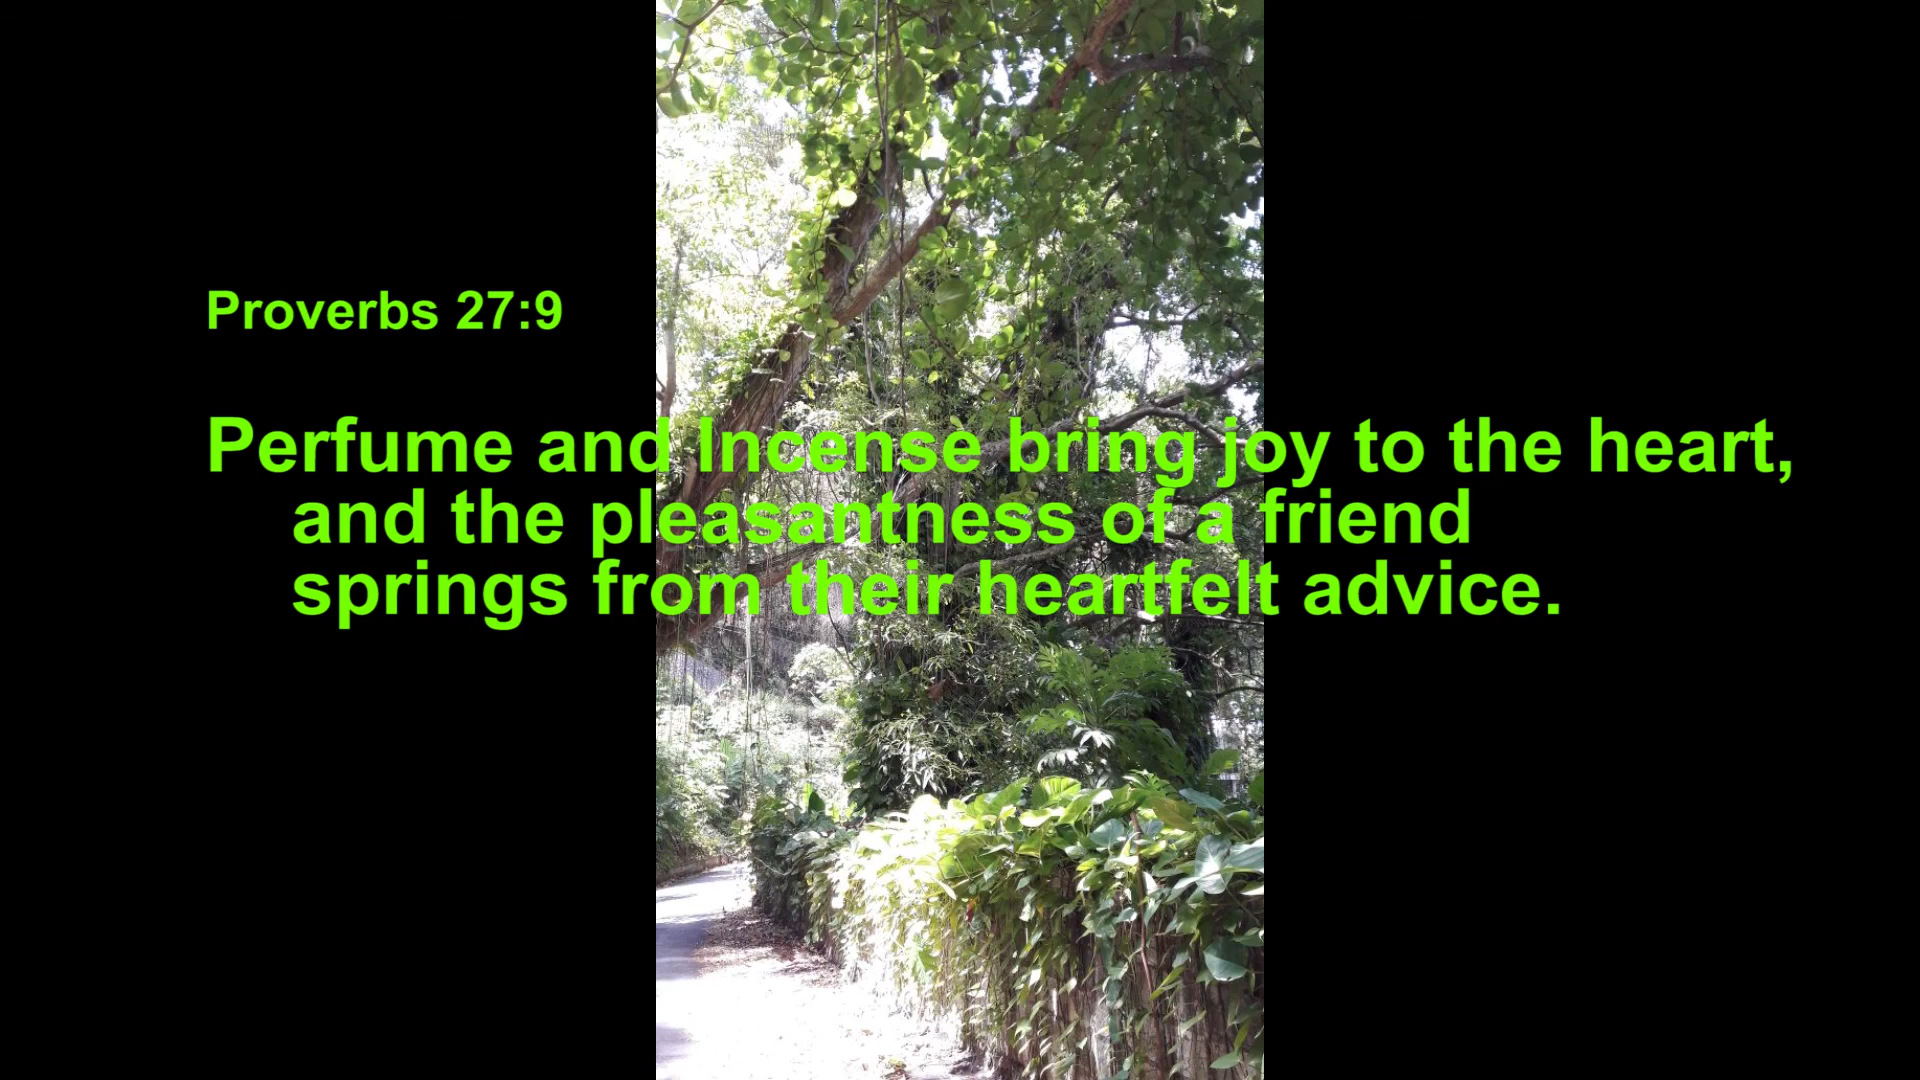 Proverbs 27:9
Perfume and Incense bring joy to the heart,
and the pleasantness of a friend
springs from their heartfelt advice.